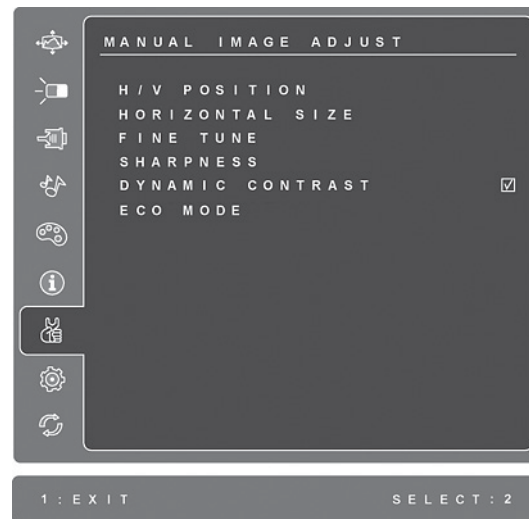 MANUAL IMAGE ADJUST
H/V POSITION
HORIZONTAL SIZE
FINE TUNE
SHARPNESS
DYNAMIC CONTRAST ☑
ECO MODE
1:EXIT SELECT:2